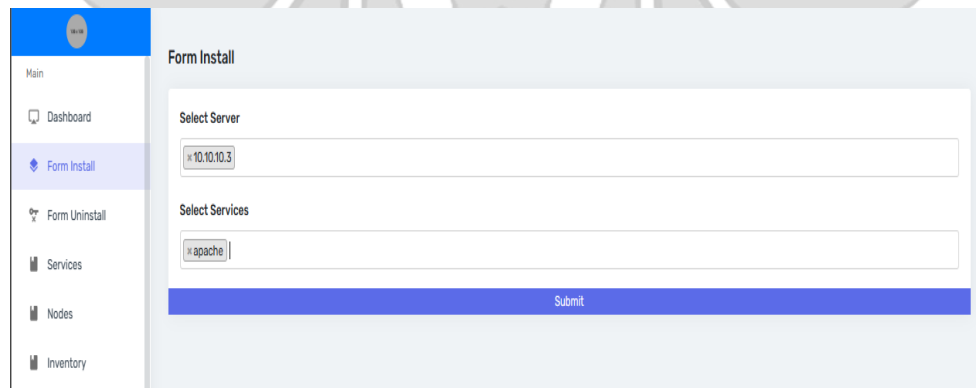 Main
Dashboard
Form Install
Form Uninstall
Services
Nodes
Inventory
Form Install
Select Server
×10.10.10.3
Select Services
×apache
Submit